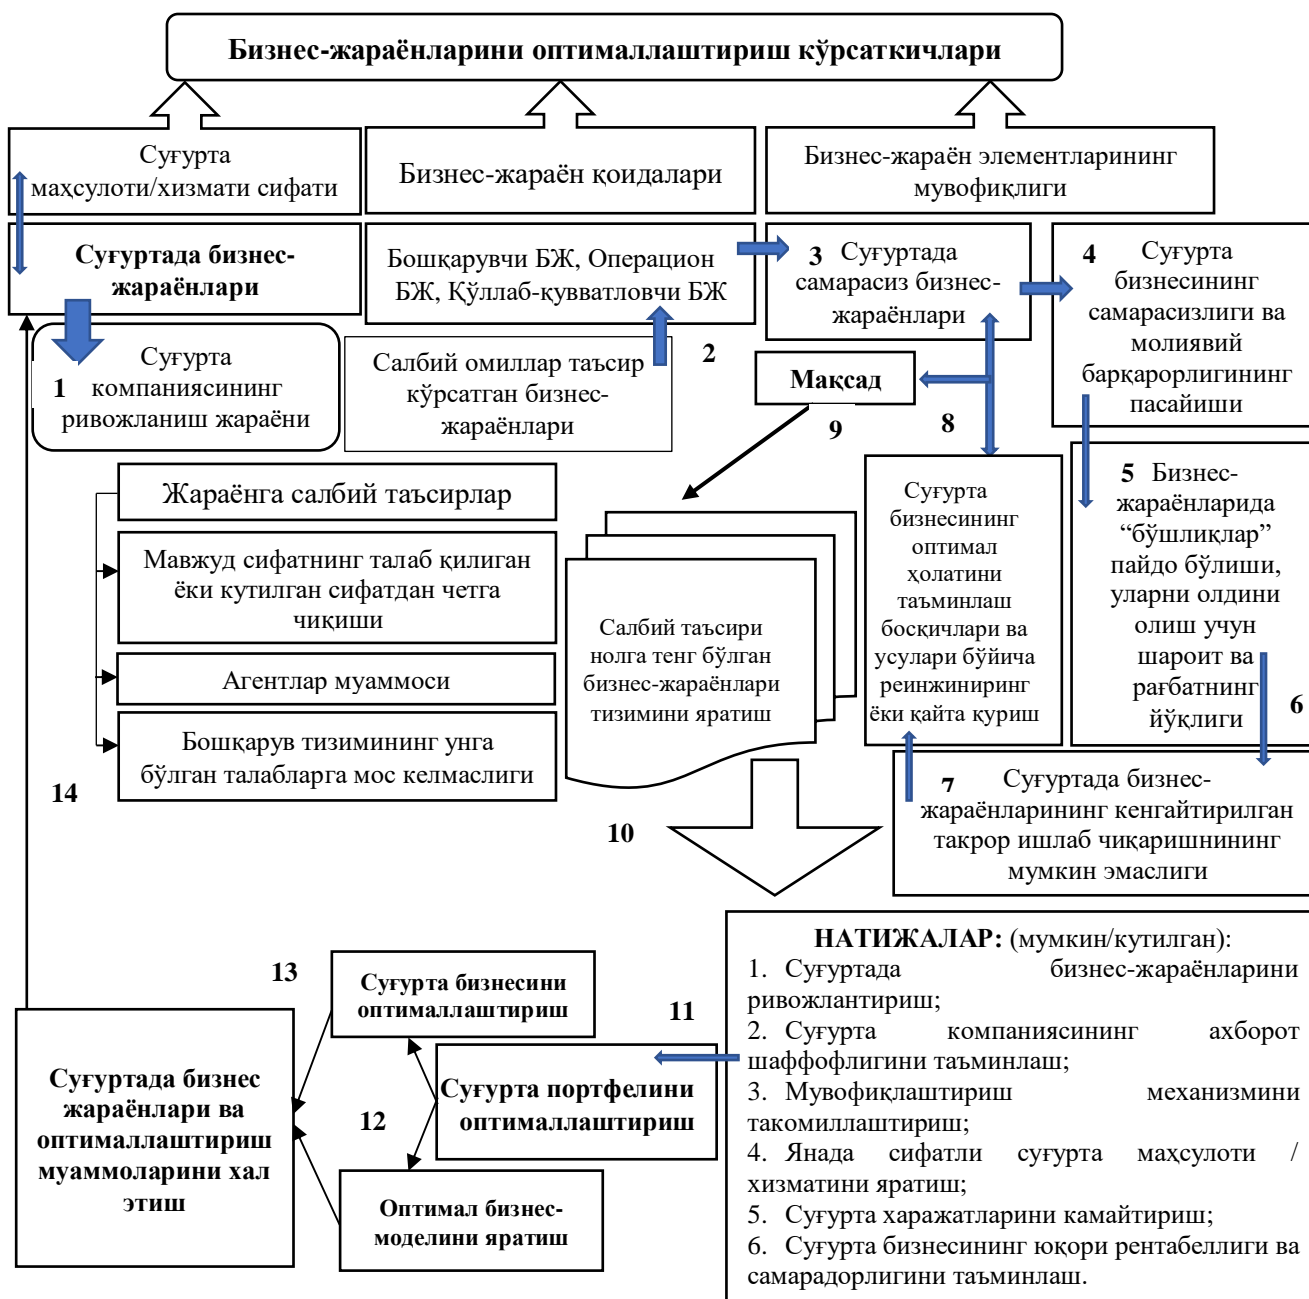 Бизнес-жараёнларини оптималлаштириш кўрсаткичлари
Суғурта
маҳсулоти/хизмати сифати
Бизнес-жараён қоидалари
Бизнес-жараён элементларининг
мувофиқлиги
Суғуртада бизнес-
жараёнлари
Бошқарувчи БЖ, Операцион
БЖ, Қўллаб-қувватловчи БЖ
3 Суғуртада
самарасиз бизнес-
жараёнлари
4 Суғурта
бизнесининг
самарасизлиги ва
молиявий
барқарорлигининг
пасайиши
1 Суғурта
компаниясининг
ривожланиш жараёни
Салбий омиллар таъсир
кўрсатган бизнес-
жараёнлари
2
Мақсад
9
8
Жараёнга салбий таъсирлар
Мавжуд сифатнинг талаб қилиган
ёки кутилган сифатдан четга
чиқиши
Агентлар муаммоси
Бошқарув тизимининг унга
бўлган талабларга мос келмаслиги
14
Салбий таъсири
нолга тенг бўлган
бизнес-жараёнлари
тизимини яратиш
Суғурта
бизнесининг
оптимал
ҳолатини
таъминлаш
босқичлари ва
усулари бўйича
реинжиниринг
ёки қайта қуриш
5 Бизнес-
жараёнларида
“бўшлиқлар”
пайдо бўлиши,
уларни олдини
олиш учун
шароит ва
рағбатнинг
йўқлиги
6
7 Суғуртада бизнес-
жараёнларининг кенгайтирилган
такрор ишлаб чиқаришнининг
мумкин эмаслиги
10
НАТИЖАЛАР: (мумкин/кутилган):
1. Суғуртада бизнес-жараёнларини
ривожлантириш;
2. Суғурта компаниясининг ахборот
шаффофлигини таъминлаш;
3. Мувофиқлаштириш механизмини
такомиллаштириш;
4. Янада сифатли суғурта маҳсулоти /
хизматини яратиш;
5. Суғурта харажатларини камайтириш;
6. Суғурта бизнесининг юқори рентабеллиги ва
самарадорлигини таъминлаш.
11
13
Суғурта бизнесини
оптималлаштириш
Суғурта портфелини
оптималлаштириш
12
Оптимал бизнес-
моделини яратиш
Суғуртада бизнес
жараёнлари ва
оптималлаштириш
муаммоларини хал
этиш